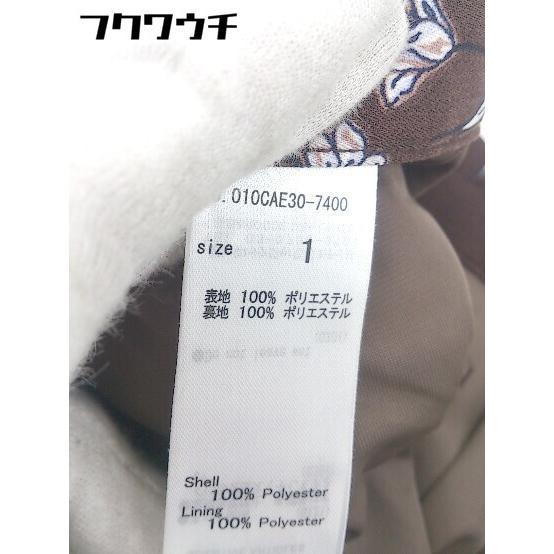 フクワウチ
010CAE30-7400
size 1
表地 100% ポリエステル
裏地 100% ポリエステル
Shell
100% Polyester
Lining
100% Polyester